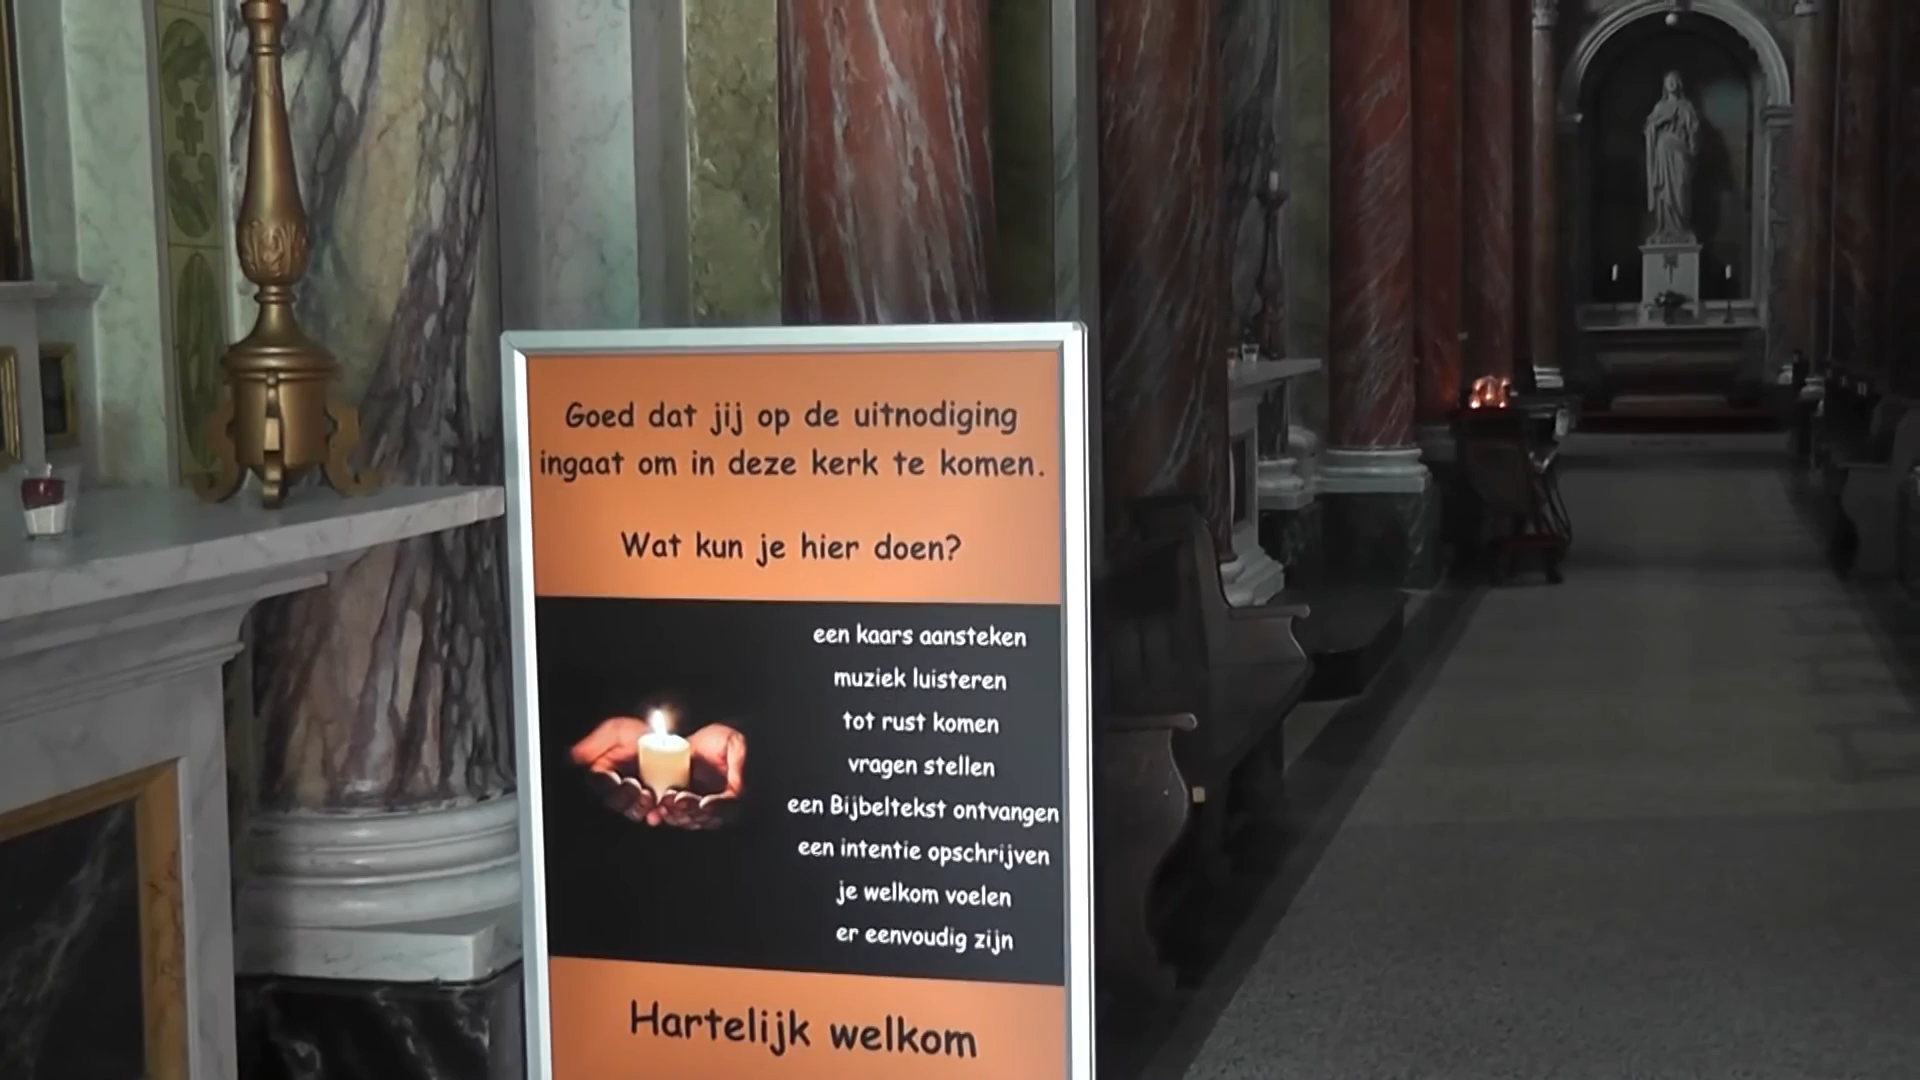 Goed dat jij op de uitnodiging
ingaat om in deze kerk te komen.
Wat kun je hier doen?
een kaars aansteken
muziek luisteren
tot rust komen
vragen stellen
een Bijbeltekst ontvangen
een intentie opschrijven
je welkom voelen
er eenvoudig zijn
Hartelijk welkom